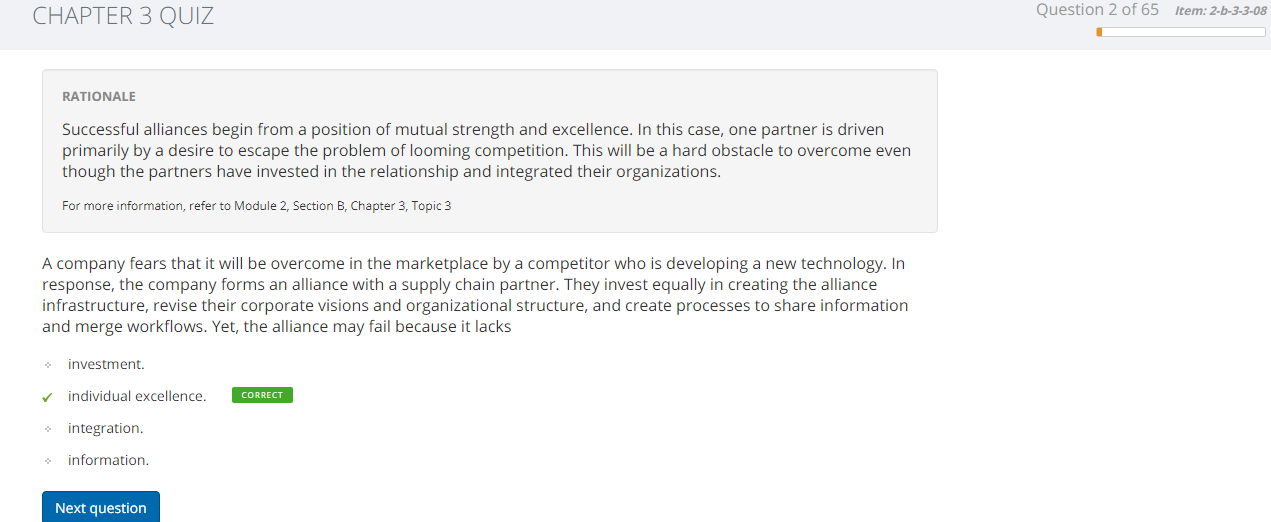 CHAPTER 3 QUIZ
Question 2 of 65 Item: 2-b-3-3-08
RATIONALE
Successful alliances begin from a position of mutual strength and excellence. In this case, one partner is driven
primarily by a desire to escape the problem of looming competition. This will be a hard obstacle to overcome even
though the partners have invested in the relationship and integrated their organizations.
For more information, refer to Module 2, Section B, Chapter 3, Topic 3
A company fears that it will be overcome in the marketplace by a competitor who is developing a new technology. In
response, the company forms an alliance with a supply chain partner. They invest equally in creating the alliance
infrastructure, revise their corporate visions and organizational structure, and create processes to share information
and merge workflows. Yet, the alliance may fail because it lacks
investment.
individual excellence. CORRECT
integration.
information.
Next question